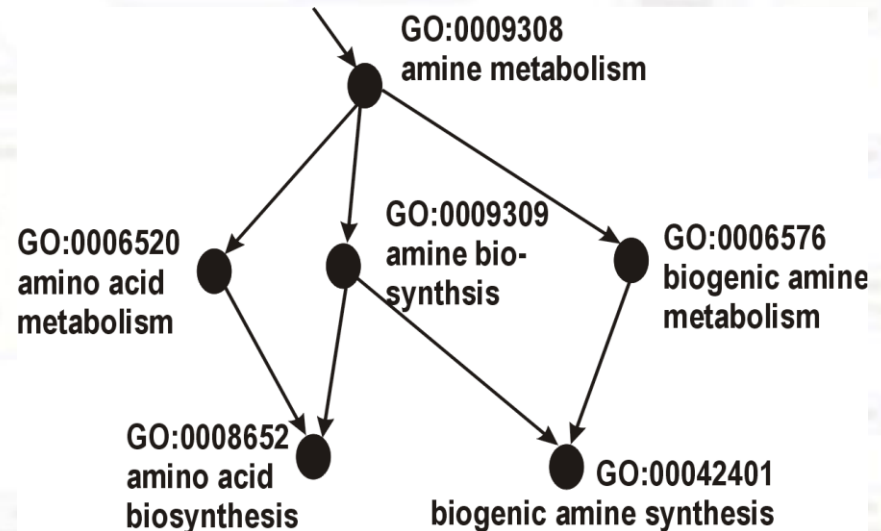 GO:0009308
amine metabolism
GO:0006520
amino acid
metabolism
GO:0009309
amine bio-
synthsis
GO:0006576
biogenic amine
metabolism
GO:0008652
amino acid
biosynthesis
GO:00042401
biogenic amine synthesis